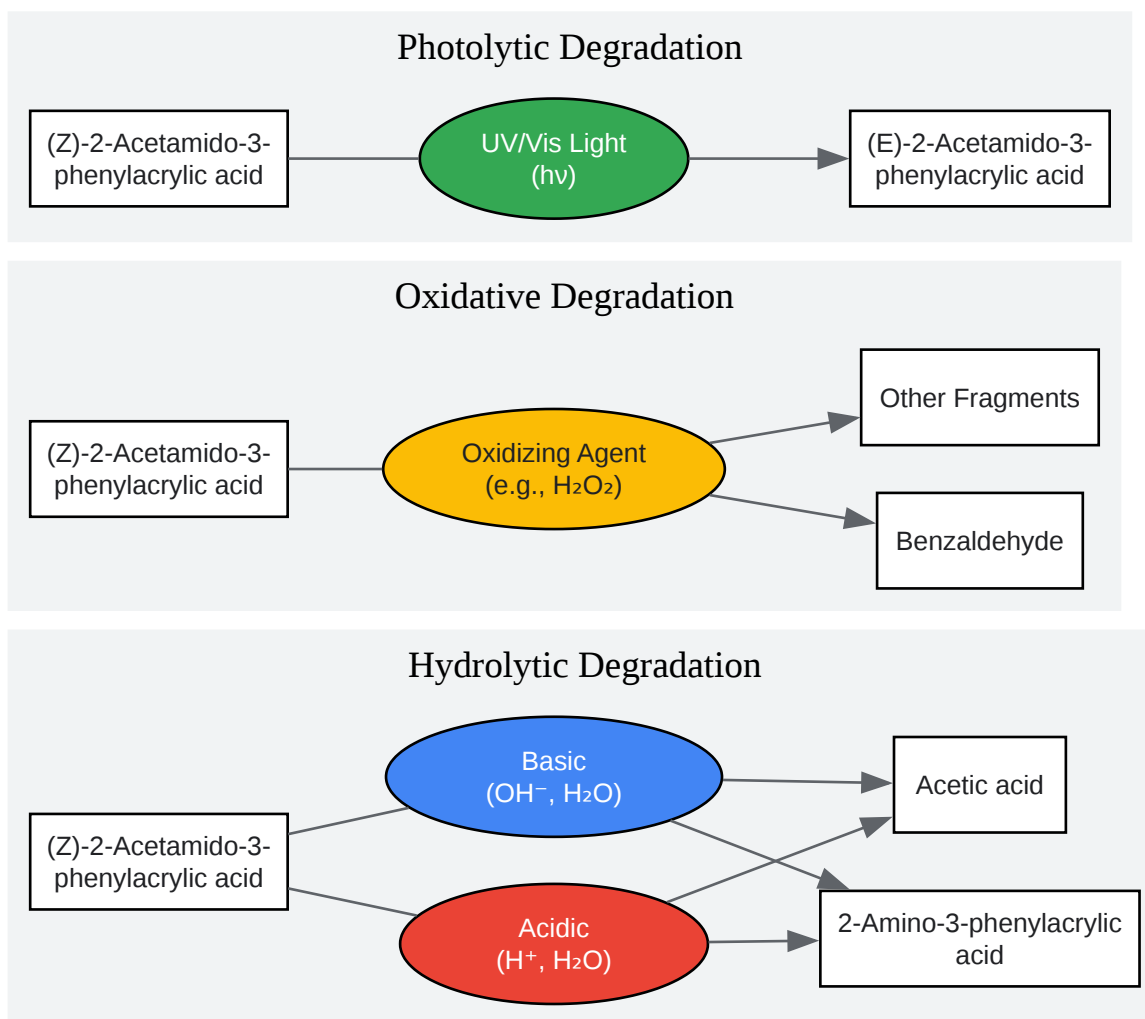 Photolytic Degradation
(Z)-2-Acetamido-3-
phenylacrylic acid
UV/Vis Light
(hν)
(E)-2-Acetamido-3-
phenylacrylic acid
Oxidative Degradation
(Z)-2-Acetamido-3-
phenylacrylic acid
Oxidizing Agent
(e.g., H₂O₂)
Other Fragments
Benzaldehyde
Hydrolytic Degradation
(Z)-2-Acetamido-3-
phenylacrylic acid
Basic
(OH⁻, H₂O)
Acidic
(H⁺, H₂O)
Acetic acid
2-Amino-3-phenylacrylic
acid